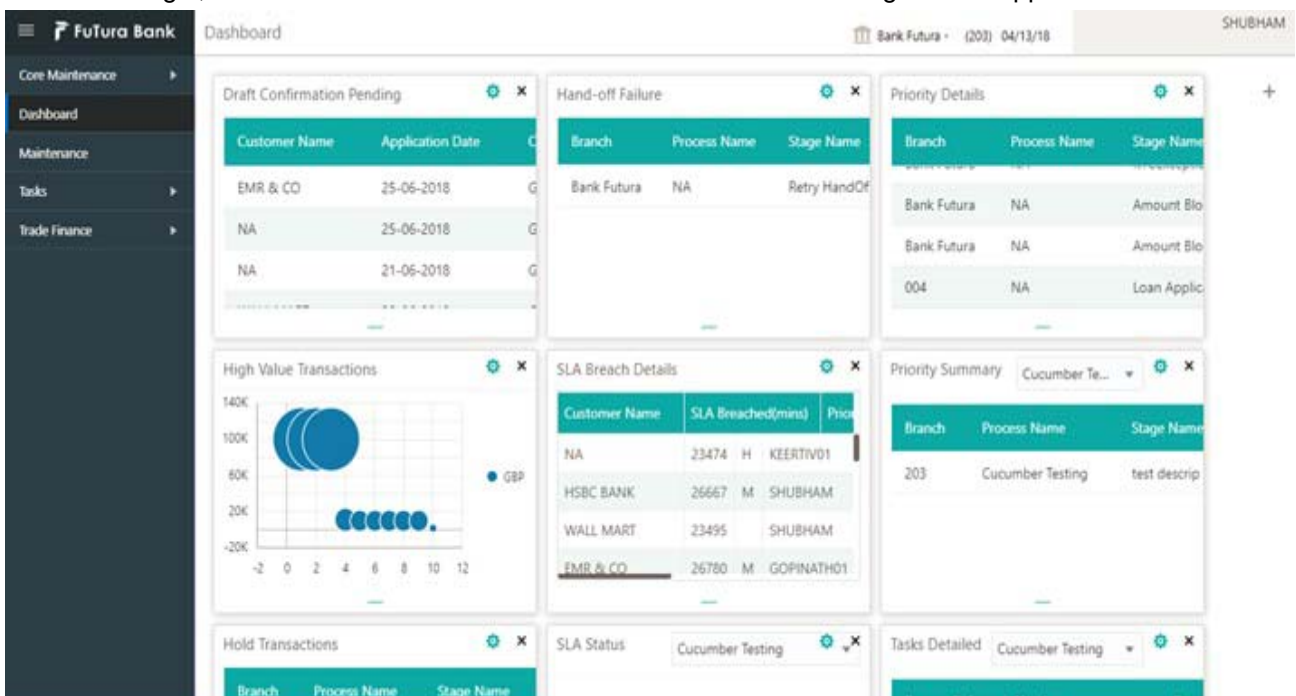 FuTura Bank
Dashboard
Bank Futura - (203) 04/13/18
SHUBHAM
Core Maintenance
Dashboard
Maintenance
Tasks
Trade Finance
Draft Confirmation Pending
Customer Name Application Date
EMR & CO 25-06-2018 G
NA 25-06-2018 G
NA 21-06-2018 G
Hand-off Failure
Branch Process Name Stage Name
Bank Futura NA Retry HandOf
Priority Details
Branch Process Name Stage Name
Bank Futura NA Amount Blo
Bank Futura NA Amount Blo
004 NA Loan Applic
High Value Transactions
140K
100K
60K
20K
-20K
-2 0 2 4 6 8 10 12
GBP
SLA Breach Details
Customer Name SLA Breached(mins) Prior
NA 23474 H KEERTIV01
HSBC BANK 26667 M SHUBHAM
WALL MART 23495 SHUBHAM
EMR & CO 26780 M GOPINATH01
Priority Summary Cucumber Te...
Branch Process Name Stage Name
203 Cucumber Testing test descrip
Hold Transactions
Branch Process Name Stage Name
SLA Status Cucumber Testing
Tasks Detailed Cucumber Testing